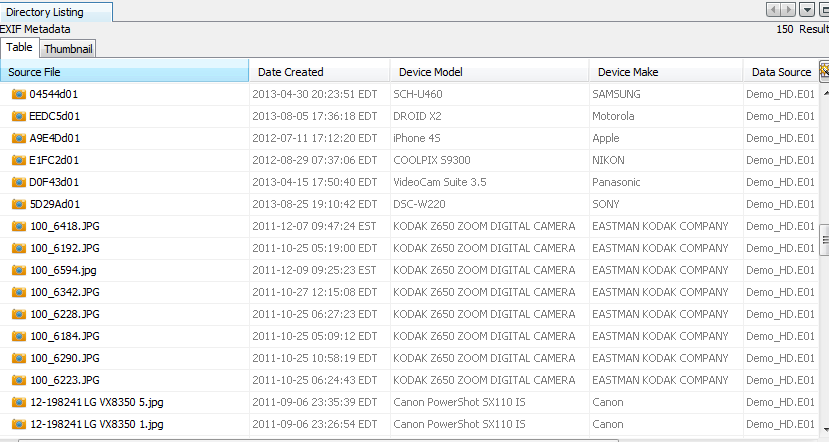 Directory Listing
EXIF Metadata 150 Result
Table Thumbnail
Source File Date Created Device Model Device Make Data Source
04544d01 2013-04-30 20:23:51 EDT SCH-U460 SAMSUNG Demo_HD.E01
EEDC5d01 2013-08-05 17:36:18 EDT DROID X2 Motorola Demo_HD.E01
A9E4Dd01 2012-07-11 17:12:20 EDT iPhone 4S Apple Demo_HD.E01
E1FC2d01 2012-08-29 07:37:06 EDT COOLPIX S9300 NIKON Demo_HD.E01
D0F43d01 2013-04-15 17:50:40 EDT VideoCam Suite 3.5 Panasonic Demo_HD.E01
5D29Ad01 2013-08-25 19:10:42 EDT DSC-W220 SONY Demo_HD.E01
100_6418.JPG 2011-12-07 09:47:24 EST KODAK Z650 ZOOM DIGITAL CAMERA EASTMAN KODAK COMPANY Demo_HD.E01
100_6192.JPG 2011-10-25 05:19:00 EDT KODAK Z650 ZOOM DIGITAL CAMERA EASTMAN KODAK COMPANY Demo_HD.E01
100_6594.jpg 2011-12-09 09:25:23 EST KODAK Z650 ZOOM DIGITAL CAMERA EASTMAN KODAK COMPANY Demo_HD.E01
100_6342.JPG 2011-10-27 12:15:08 EDT KODAK Z650 ZOOM DIGITAL CAMERA EASTMAN KODAK COMPANY Demo_HD.E01
100_6228.JPG 2011-10-25 06:27:23 EDT KODAK Z650 ZOOM DIGITAL CAMERA EASTMAN KODAK COMPANY Demo_HD.E01
100_6184.JPG 2011-10-25 05:09:12 EDT KODAK Z650 ZOOM DIGITAL CAMERA EASTMAN KODAK COMPANY Demo_HD.E01
100_6290.JPG 2011-10-25 10:58:19 EDT KODAK Z650 ZOOM DIGITAL CAMERA EASTMAN KODAK COMPANY Demo_HD.E01
100_6223.JPG 2011-10-25 06:24:43 EDT KODAK Z650 ZOOM DIGITAL CAMERA EASTMAN KODAK COMPANY Demo_HD.E01
12-198241 LG VX8350 5.jpg 2011-09-06 23:35:39 EDT Canon PowerShot SX110 IS Canon Demo_HD.E01
12-198241 LG VX8350 1.jpg 2011-09-06 23:26:54 EDT Canon PowerShot SX110 IS Canon Demo_HD.E01